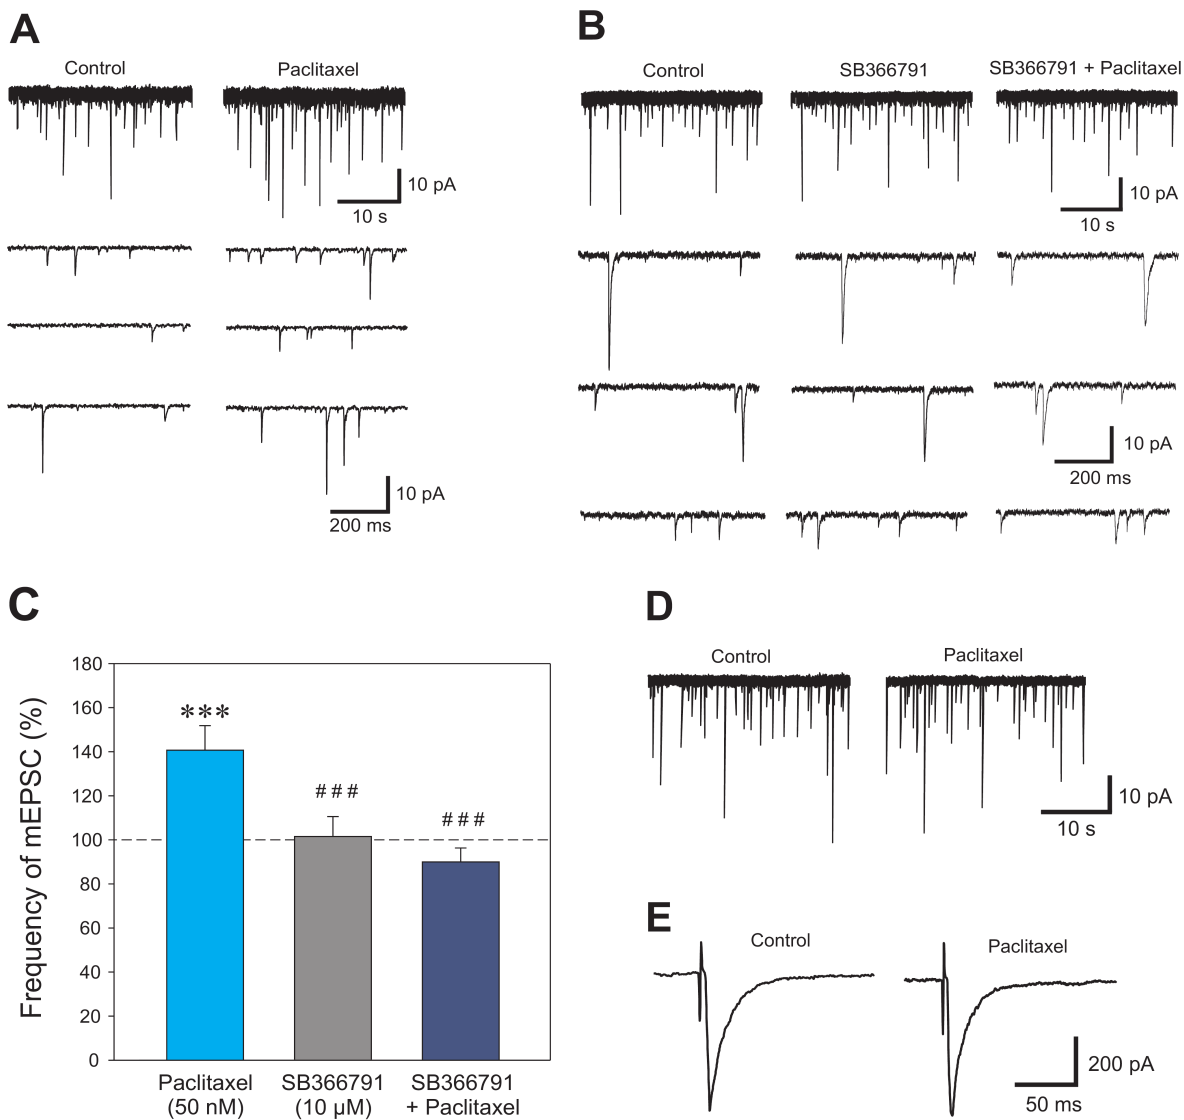 A
B
Control
Paclitaxel
Control
SB366791
SB366791 + Paclitaxel
10 pA
10 s
10 pA
10 s
10 pA
200 ms
10 pA
200 ms
C
D
Frequency of mEPSC (%)
180
160
140
120
100
80
60
40
20
0
***
###
###
Paclitaxel
(50 nM)
SB366791
(10 µM)
SB366791
+ Paclitaxel
Control
Paclitaxel
10 pA
10 s
E
Control
Paclitaxel
200 pA
50 ms